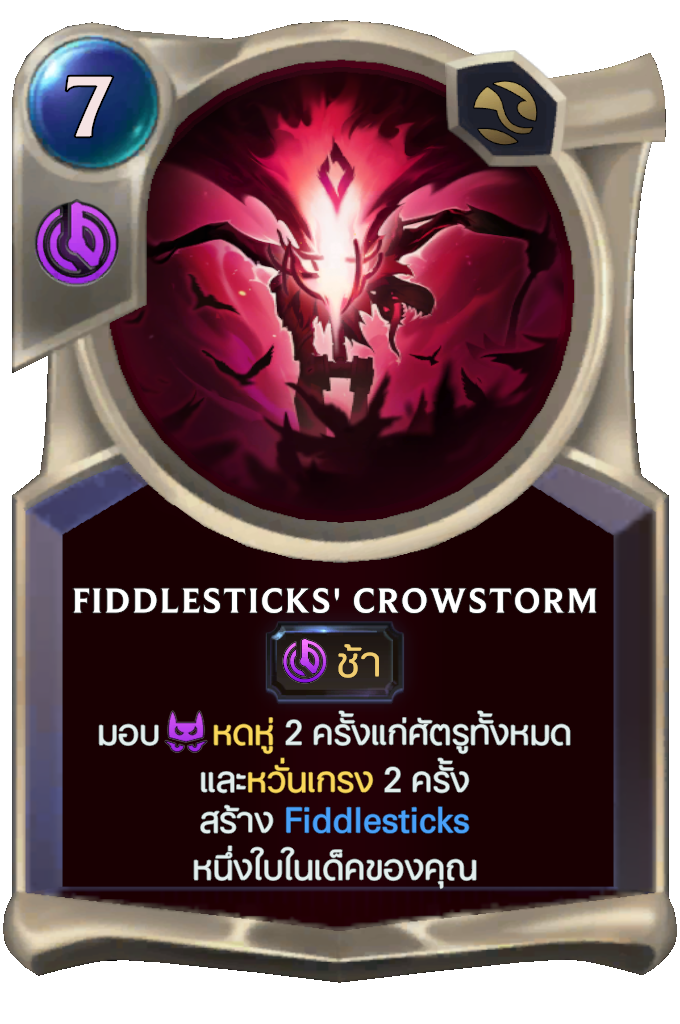 7
FIDDLESTICKS' CROWSTORM
ช้า
มอบ หดหู่ 2 ครั้งแก่ศัตรูทั้งหมด
และหวั่นเกรง 2 ครั้ง
สร้าง Fiddlesticks
หนึ่งใบในเด็คของคุณ